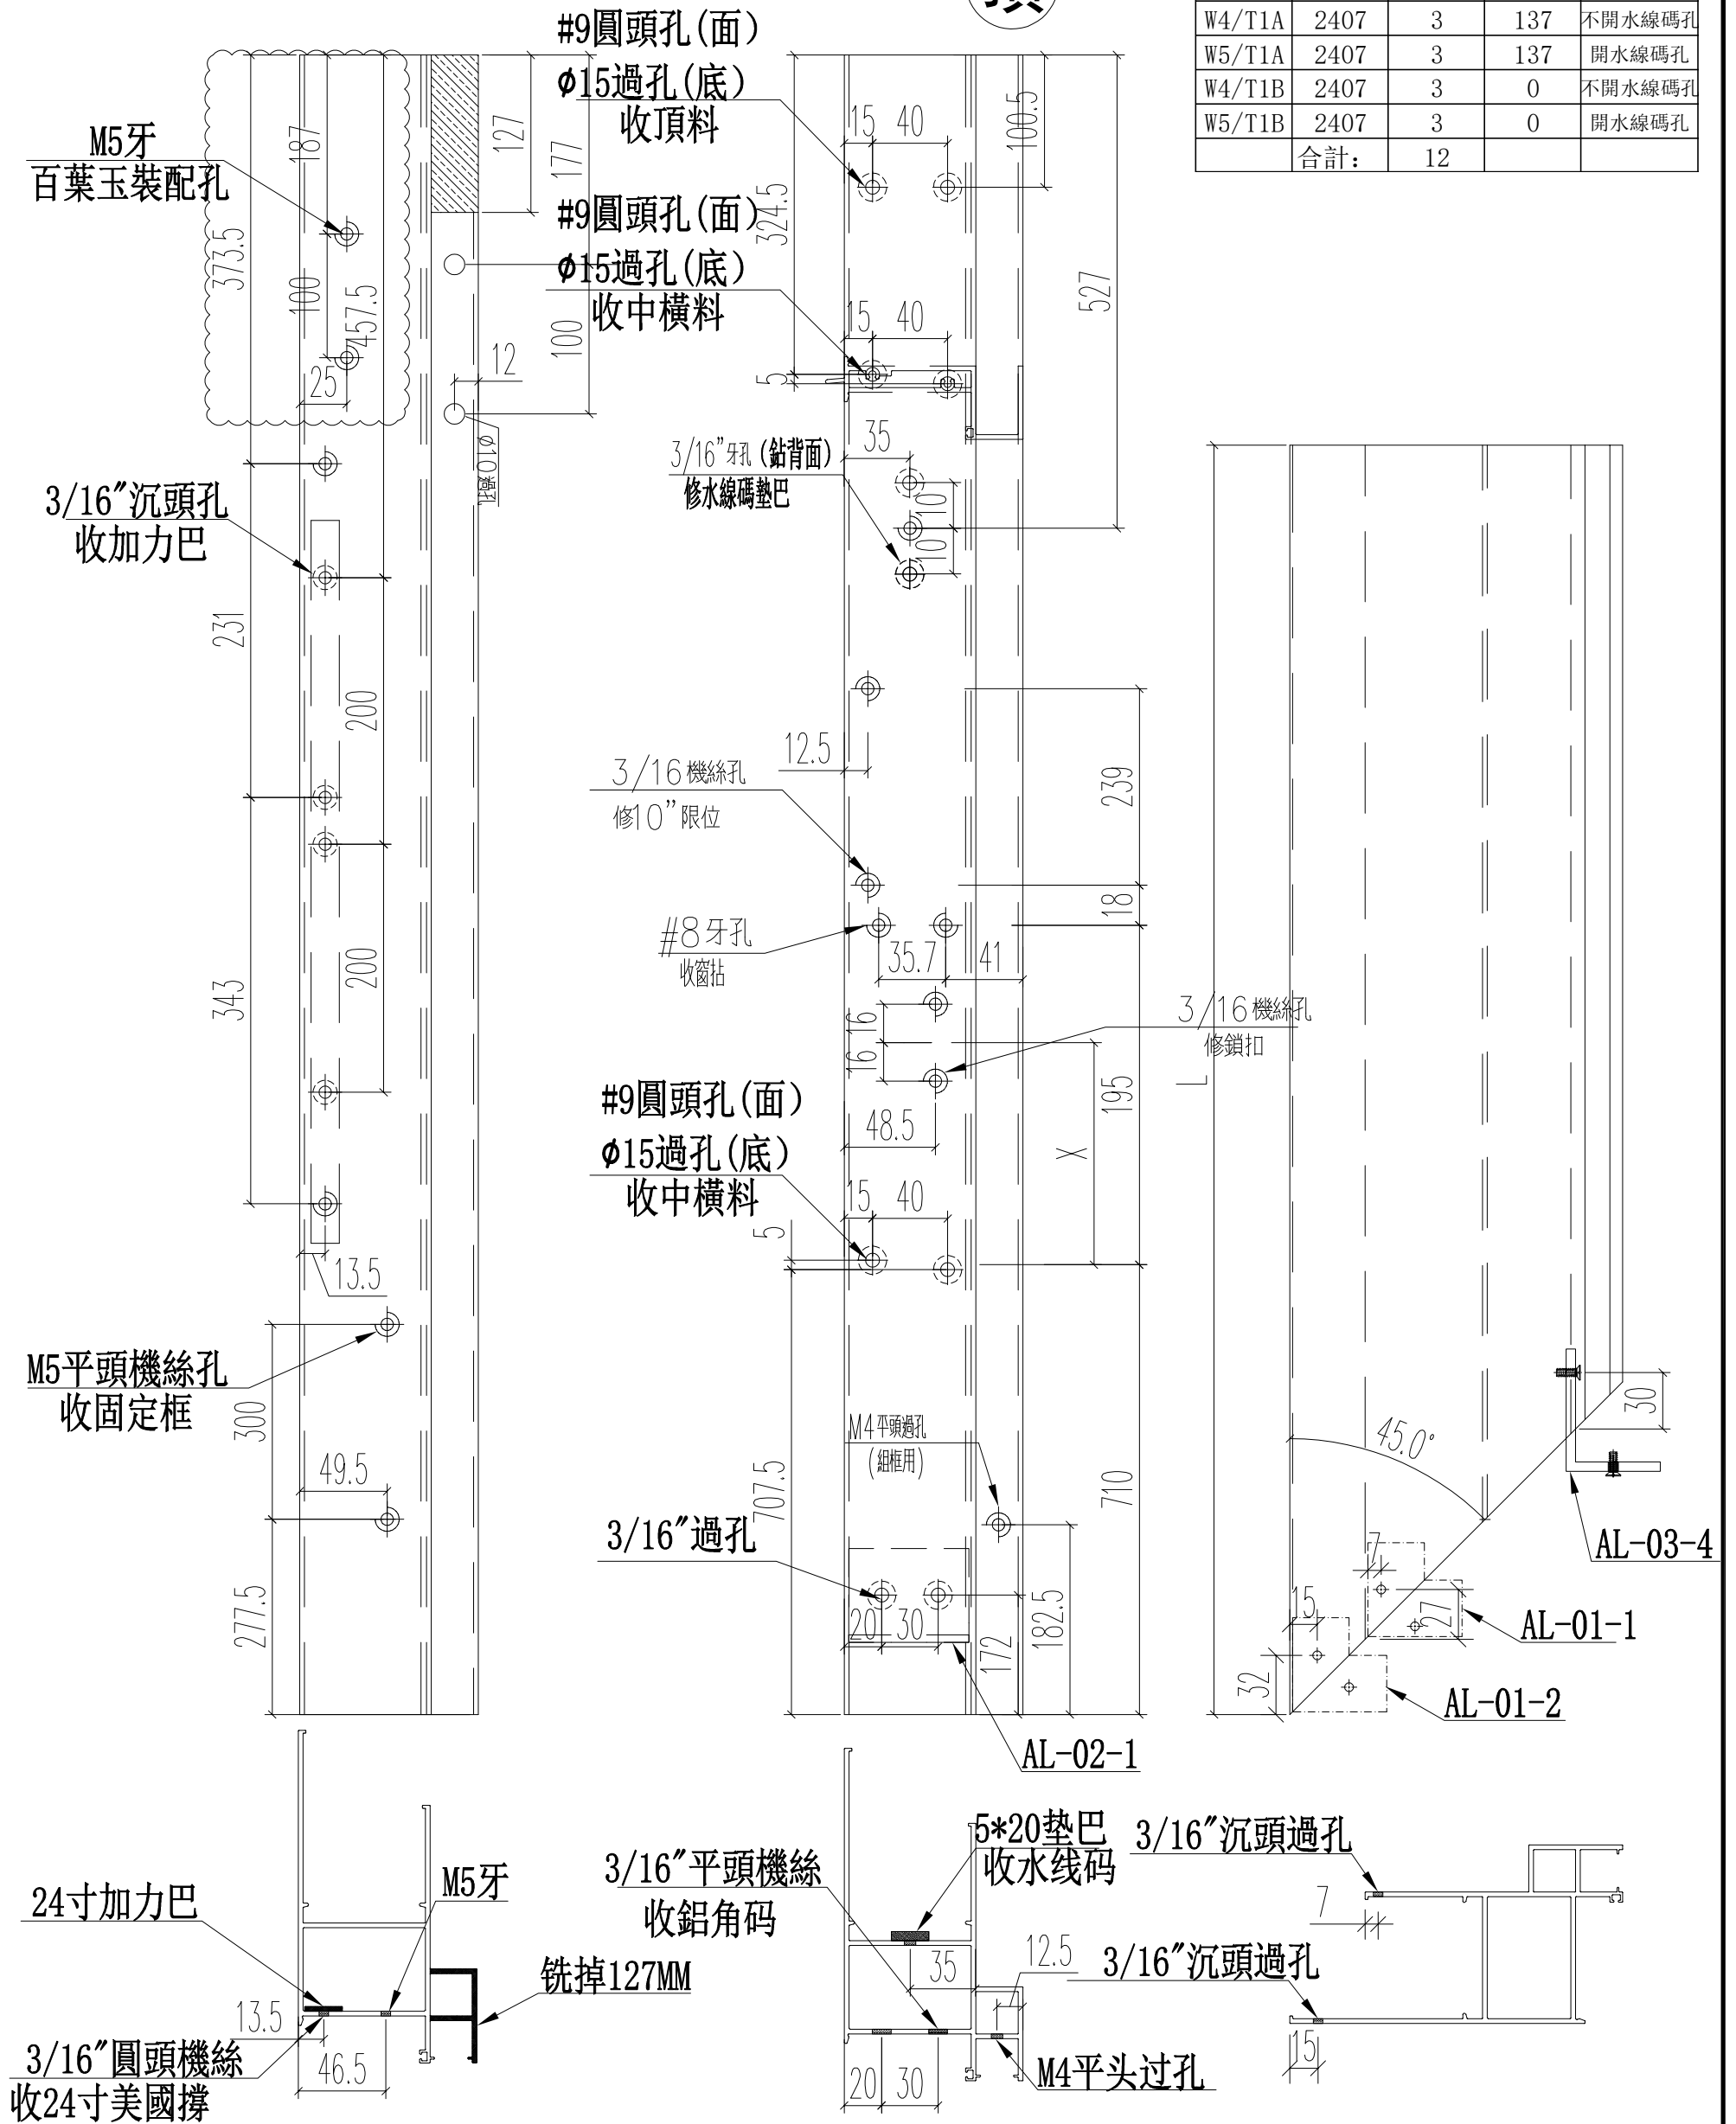 W4/T1A 2407 3 137 不開水線碼孔
W5/T1A 2407 3 137 開水線碼孔
W4/T1B 2407 3 0 不開水線碼孔
W5/T1B 2407 3 0 開水線碼孔
合計: 12
M5牙
百葉玉裝配孔
187
373.5
100
457.5
25
127
177
100
12
ø10過孔
3/16″沉頭孔
收加力巴
231
200
343
200
13.5
M5平頭機絲孔
收固定框
300
49.5
277.5
#9圓頭孔(面)
ϕ15過孔(底)
收頂料
15 40
100.5
324.5
#9圓頭孔(面)
ϕ15過孔(底)
收中橫料
15 40
527
5
35
3/16”牙孔(鉆背面)
修水線碼墊巴
10
10
12.5
3/16機絲孔
修10”限位
239
18
#8牙孔
收窗拈
35.7 41
16
16
3/16機絲孔
修鎖扣
48.5
195
X
#9圓頭孔(面)
ϕ15過孔(底)
收中橫料
15 40
5
M4平頭過孔
(組框用)
707.5
710
3/16″過孔
20 30
172
182.5
AL-02-1
L
45.0°
30
AL-03-4
7
27
AL-01-1
15
32
AL-01-2
24寸加力巴
M5牙
铣掉127MM
13.5
3/16″圓頭機絲
收24寸美國撐
46.5
3/16″平頭機絲
收鋁角码
5*20垫巴
收水线码
35
12.5
20 30
M4平头过孔
3/16″沉頭過孔
7
3/16″沉頭過孔
15